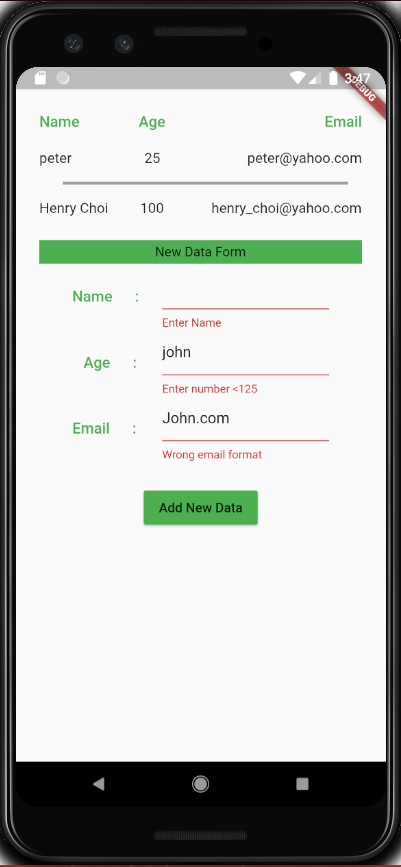 3:47
DEBUG
Name Age Email
peter 25 peter@yahoo.com
Henry Choi 100 henry_choi@yahoo.com
New Data Form
Name :
Enter Name
Age : john
Enter number <125
Email : John.com
Wrong email format
Add New Data